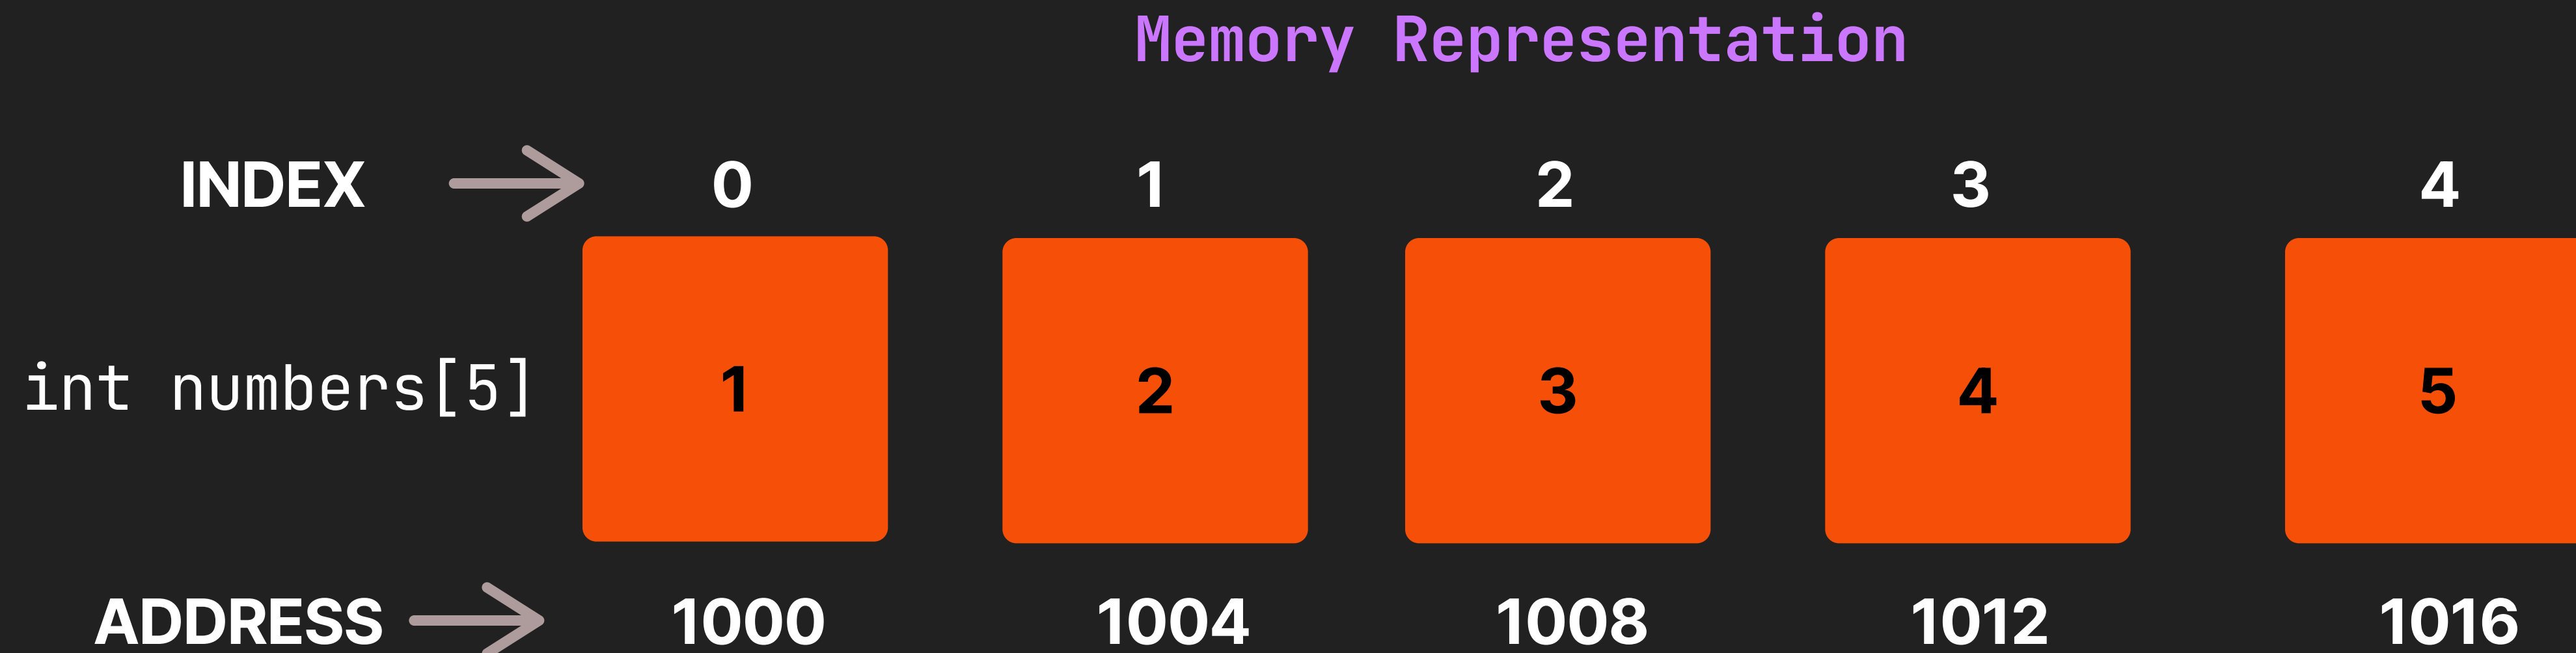 Memory Representation
INDEX 0 1 2 3 4
int numbers[5] 1 2 3 4 5
ADDRESS 1000 1004 1008 1012 1016